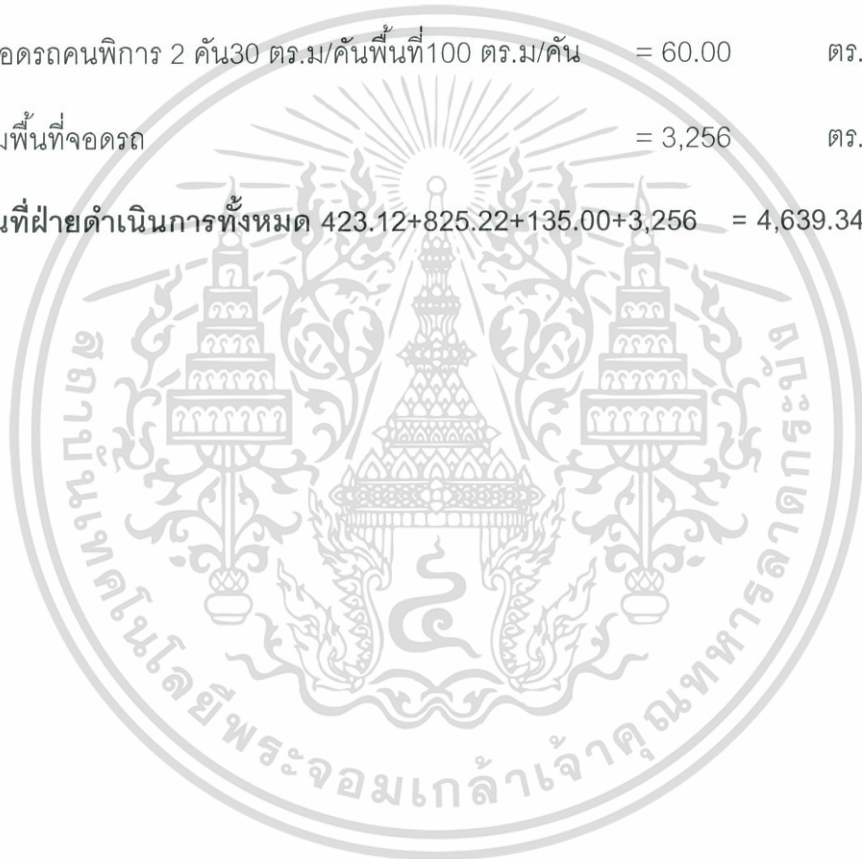 อดรถคนพิการ 2 คัน30 ตร.ม/คันพื้นที่100 ตร.ม/คัน = 60.00 ตร.
มพื้นที่จอดรถ = 3,256 ตร.
นที่ฝ่ายดำเนินการทั้งหมด 423.12+825.22+135.00+3,256 = 4,639.34
สถาบันเทคโนโลยีพระจอมเกล้าเจ้าคุณทหารลาดกระบัง